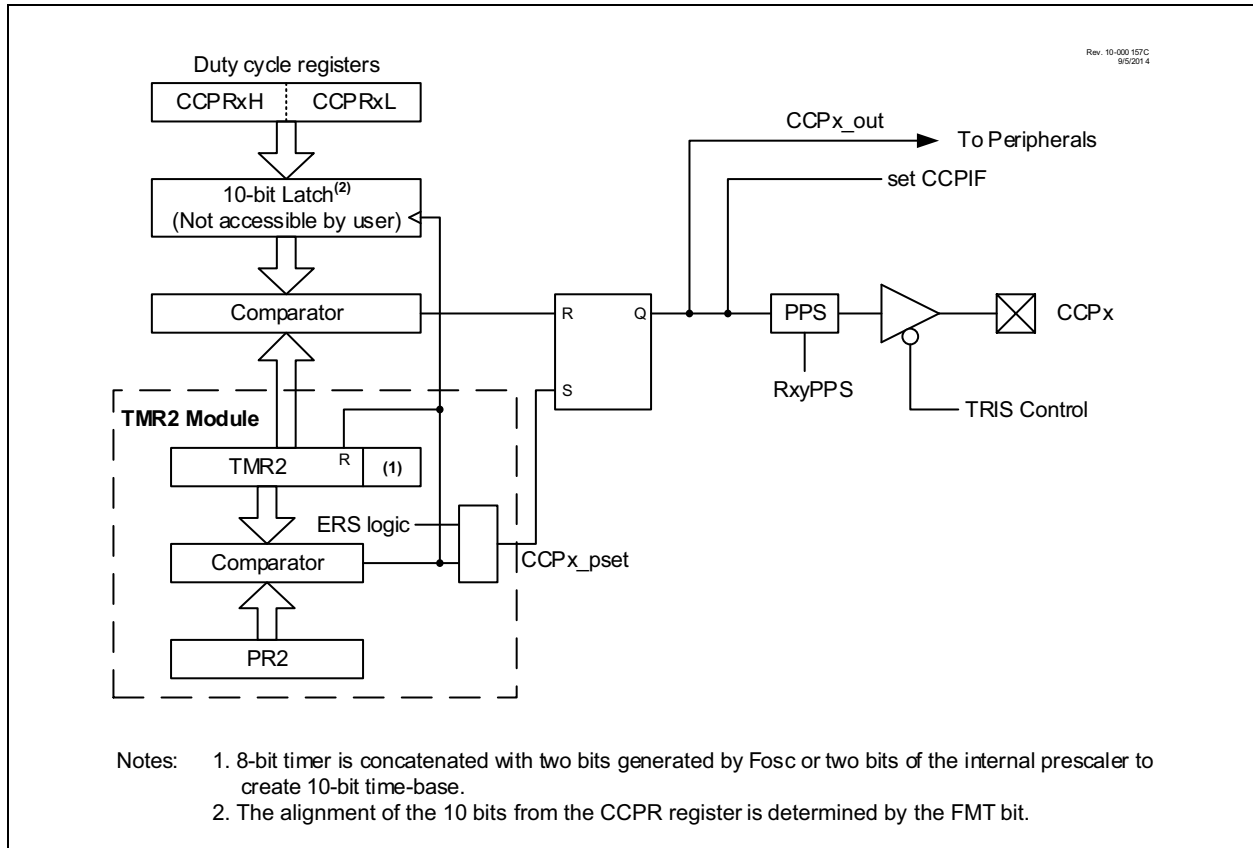 Rev. 10-000 157C
9/5/2014
Duty cycle registers
CCPRxH CCPRxL
CCPx_out
To Peripherals
set CCPIF
10-bit Latch(2)
(Not accessible by user)
Comparator
R Q
S
PPS
CCPx
RxyPPS
TRIS Control
TMR2 Module
TMR2 R (1)
ERS logic
Comparator
CCPx_pset
PR2
Notes: 1. 8-bit timer is concatenated with two bits generated by Fosc or two bits of the internal prescaler to
create 10-bit time-base.
2. The alignment of the 10 bits from the CCPR register is determined by the FMT bit.